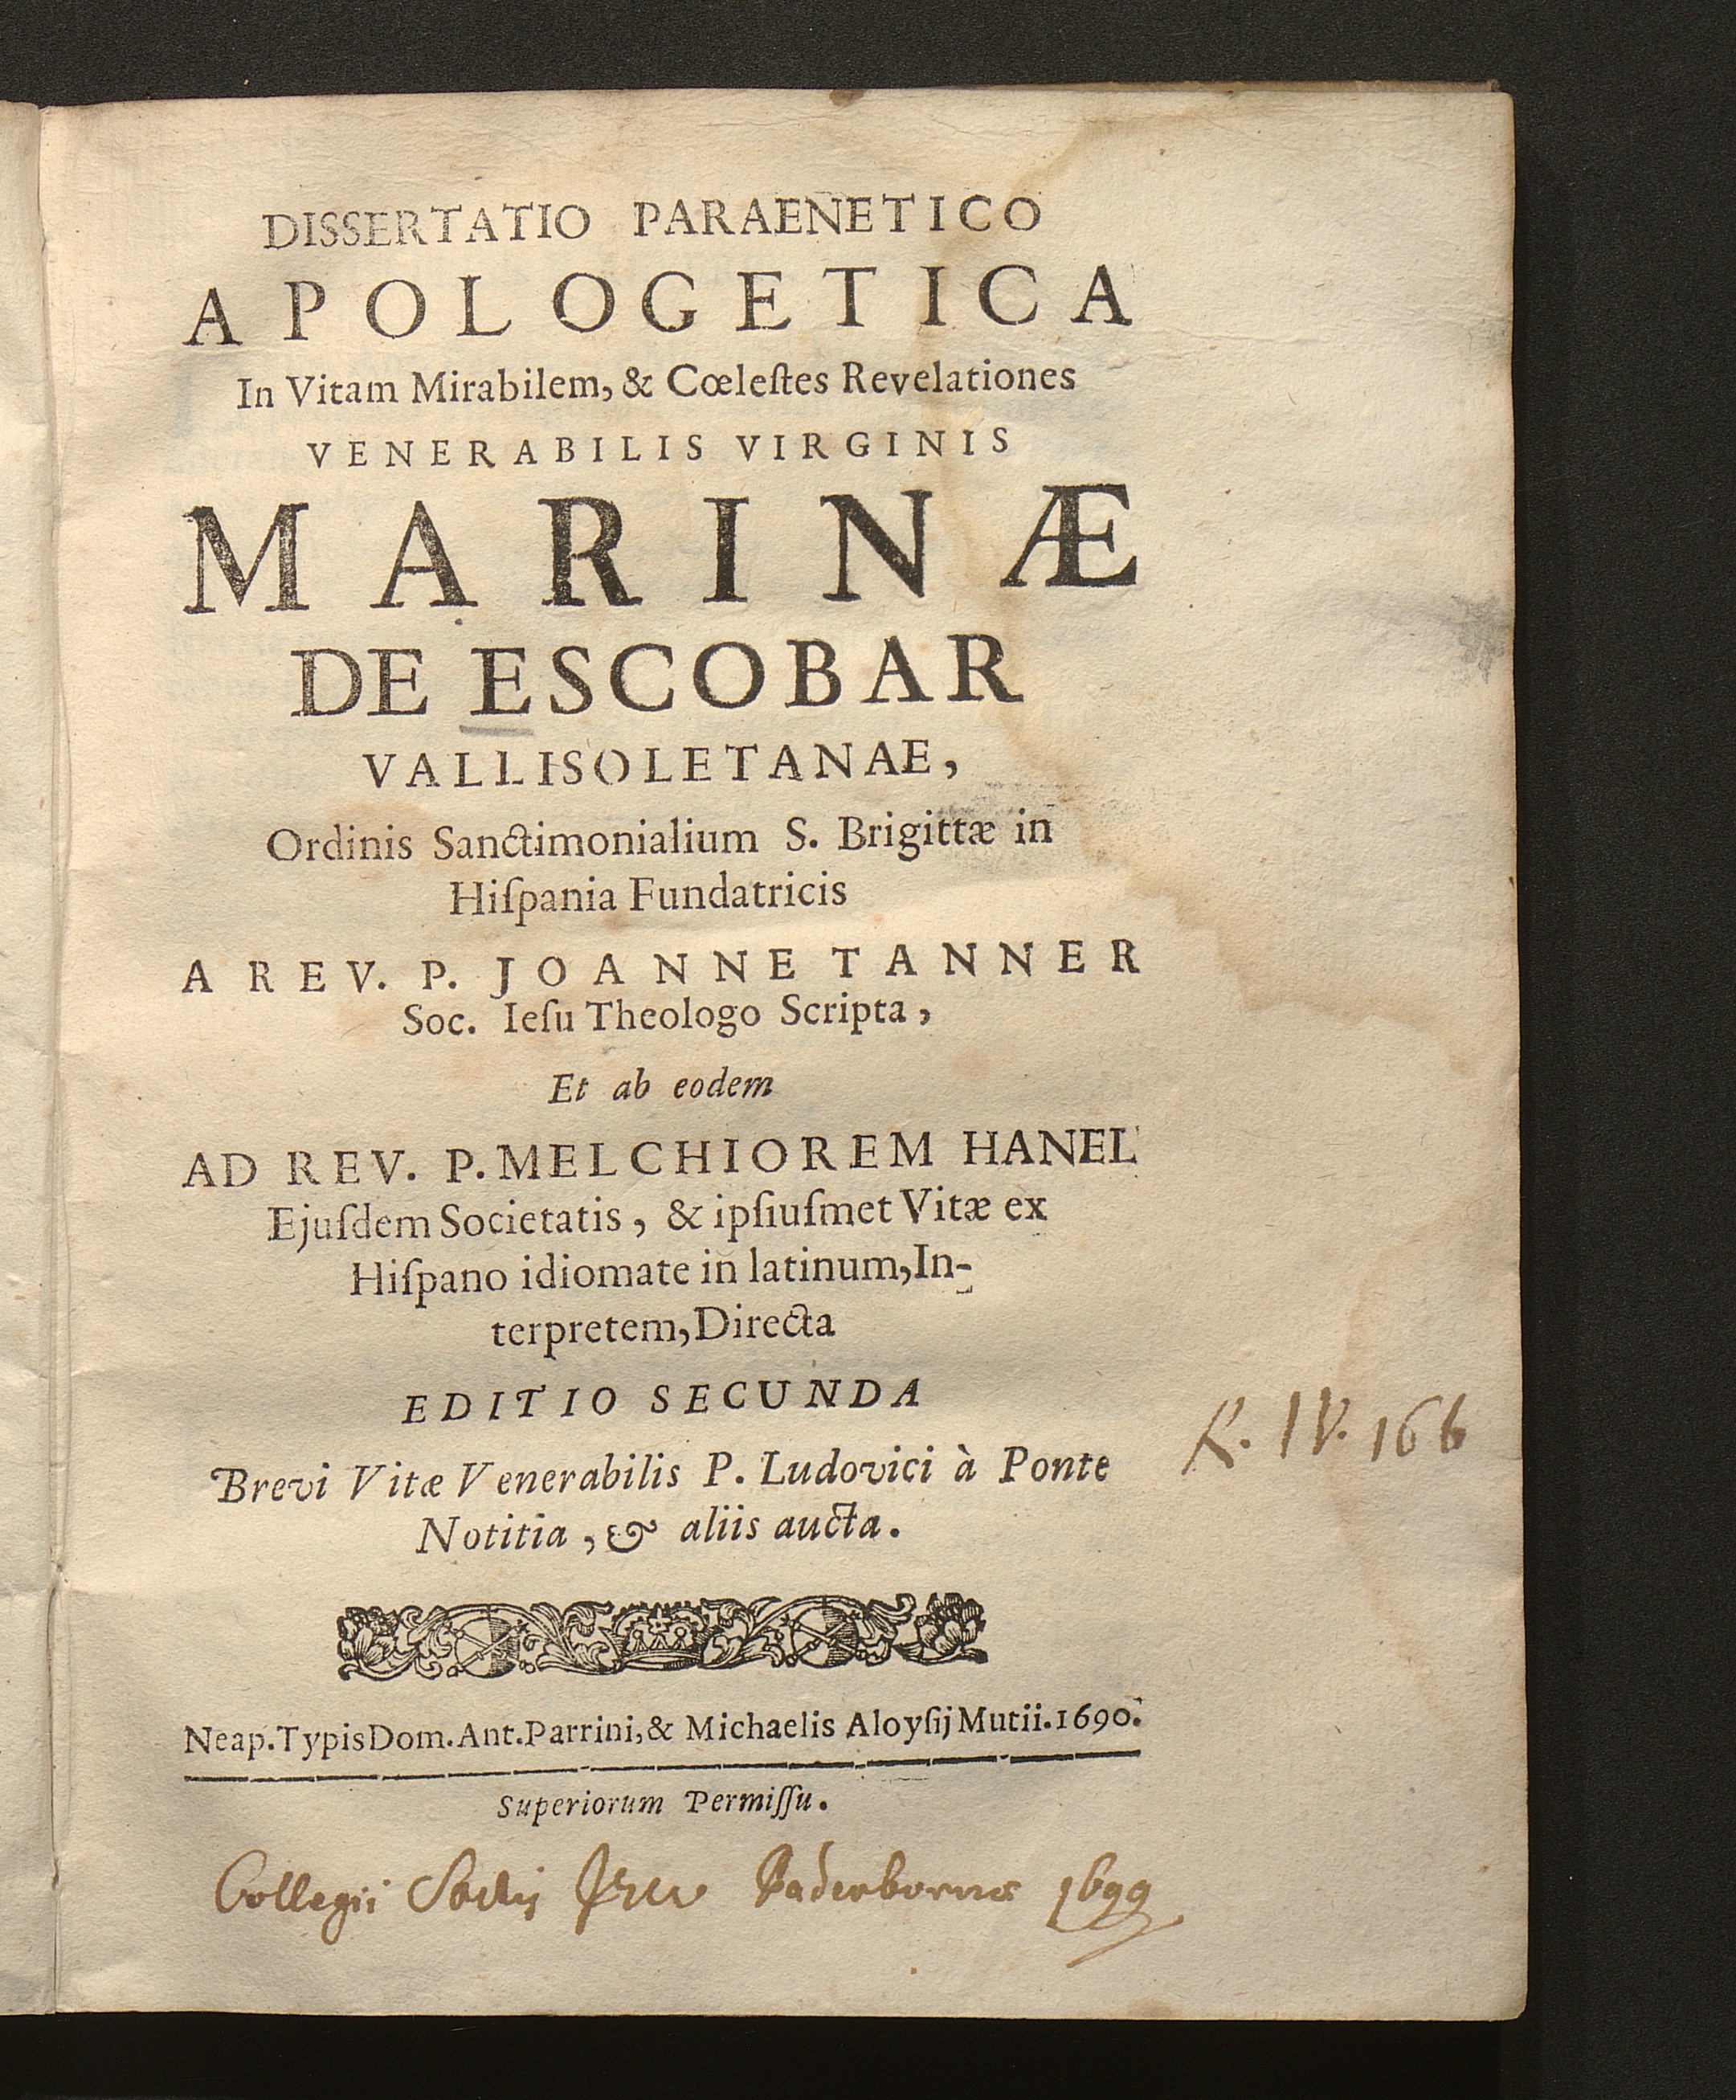 DISSERTATIO PARAENETICO
APOLOGETICA
In Vitam Mirabilem, & Cœleſtes Revelationes
VENERABILIS VIRGINIS
MARINÆ
DE ESCOBAR
VALLISOLETANAE,
Ordinis Sanctimonialium S. Brigittæ in
Hiſpania Fundatricis
A REV. P. JOANNE TANNER
Soc. Ieſu Theologo Scripta,
Et ab eodem
AD REV. P. MELCHIOREM HANEL
Ejuſdem Societatis, & ipſiuſmet Vitæ ex
Hiſpano idiomate in latinum, In-
terpretem, Directa
EDITIO SECUNDA
R. IV. 166
Brevi Vitæ Venerabilis P. Ludovici à Ponte
Notitia, & aliis aucta.
Neap. Typis Dom. Ant. Parrini, & Michaelis Aloyſij Mutii. 1690.
Superiorum Permiſſu.
Collegii Paderbornæ 1699